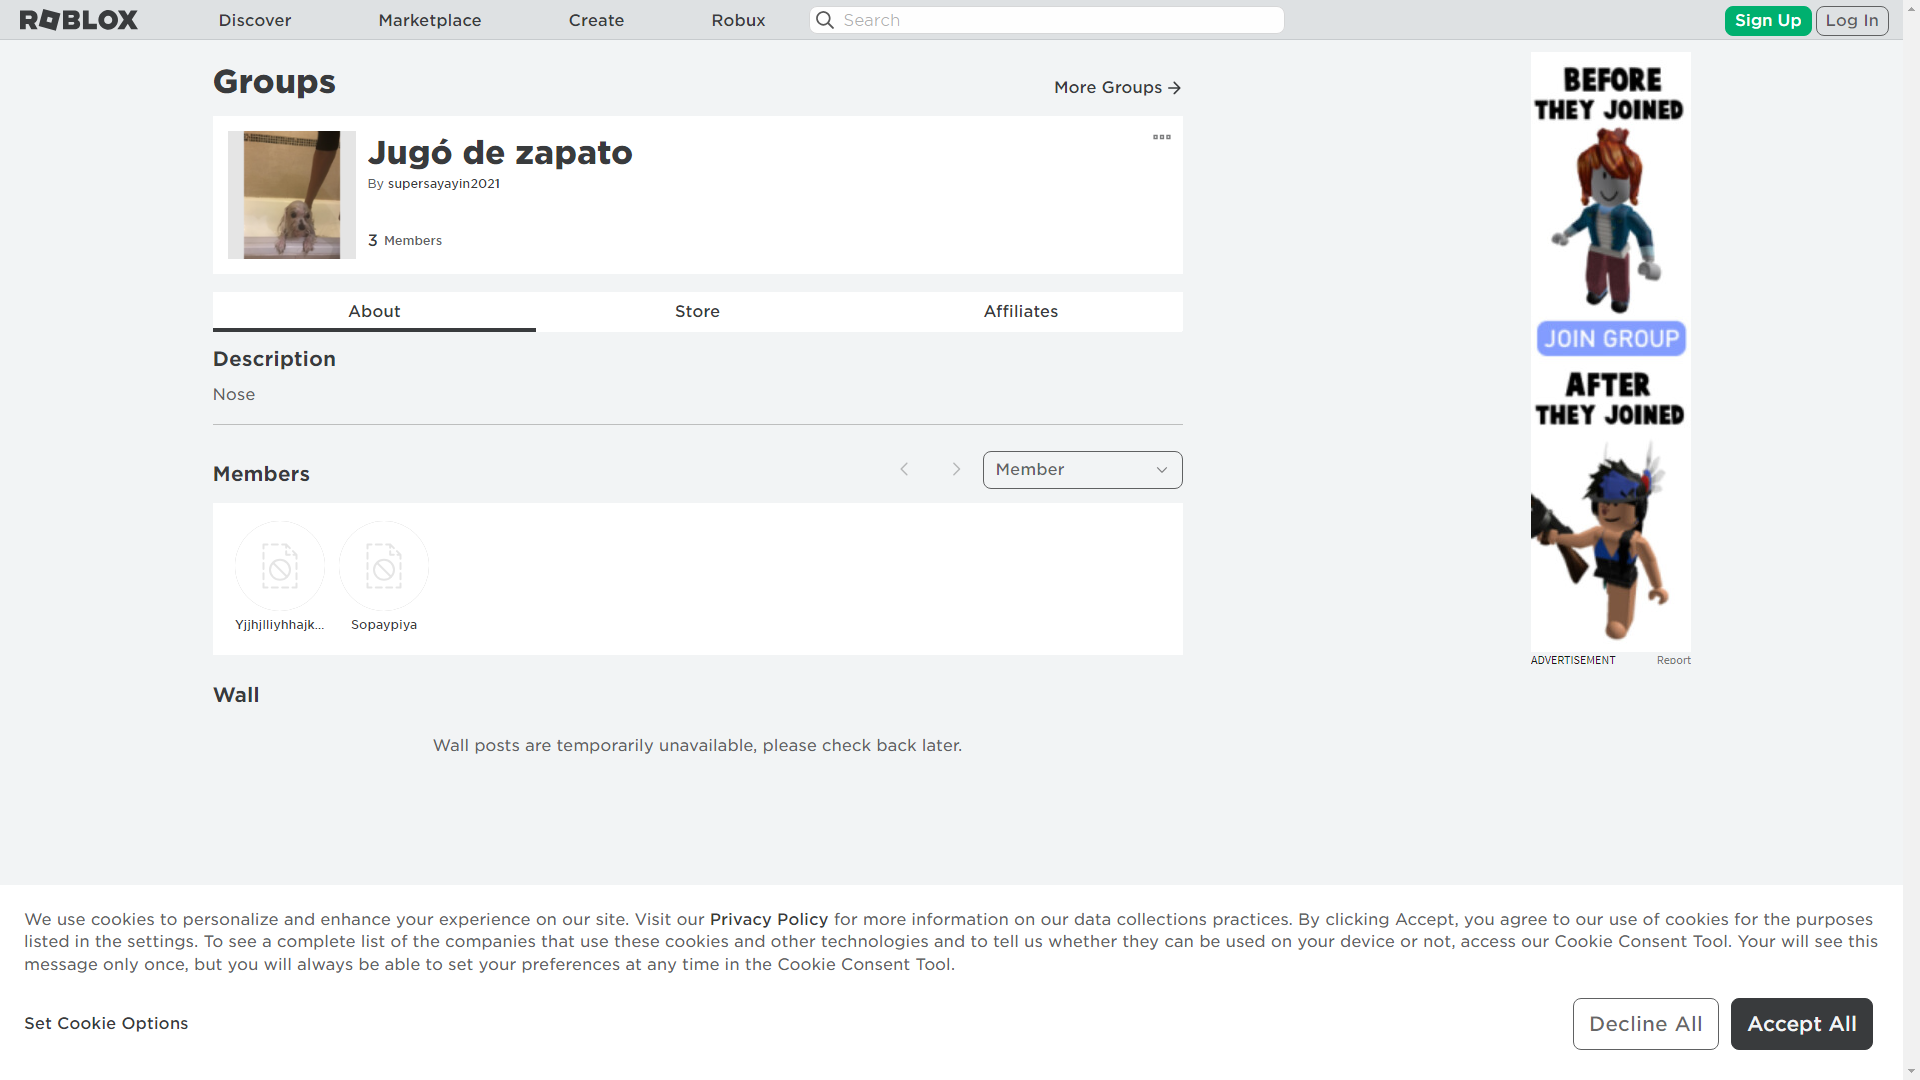 ROBLOX
Discover
Marketplace
Create
Robux
Search
Sign Up
Log In
Groups
More Groups
Jugó de zapato
By supersayayin2021
3 Members
About
Store
Affiliates
Description
Nose
Members
Member
Yjjhjlliyhhajk...
Sopaypiya
Wall
Wall posts are temporarily unavailable, please check back later.
BEFORE
THEY JOINED
JOIN GROUP
AFTER
THEY JOINED
ADVERTISEMENT
Report
We use cookies to personalize and enhance your experience on our site. Visit our Privacy Policy for more information on our data collections practices. By clicking Accept, you agree to our use of cookies for the purposes
listed in the settings. To see a complete list of the companies that use these cookies and other technologies and to tell us whether they can be used on your device or not, access our Cookie Consent Tool. Your will see this
message only once, but you will always be able to set your preferences at any time in the Cookie Consent Tool.
Set Cookie Options
Decline All
Accept All